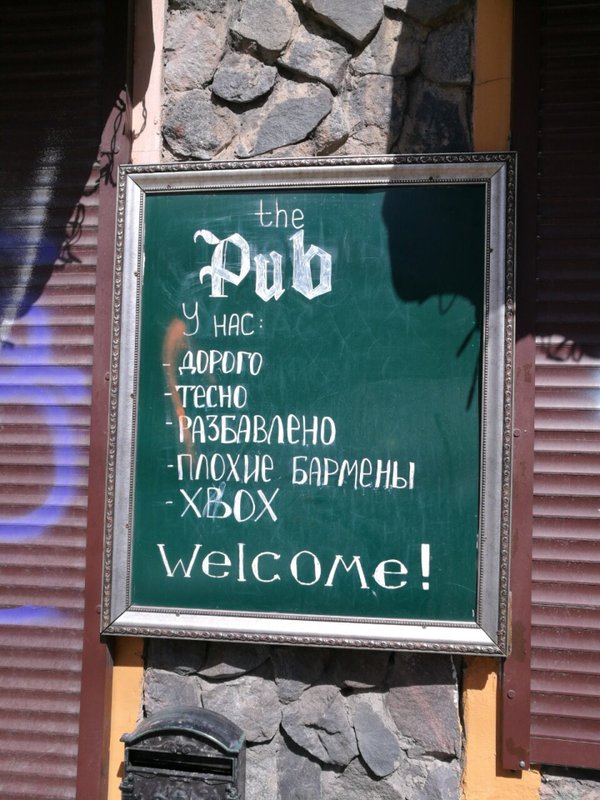 the
Pub
У НАС:
- ДОРОГО
- ТЕСНО
- РАЗБАВЛЕНО
- ПЛОХИЕ БАРМЕНЫ
- XBOX
Welcome!